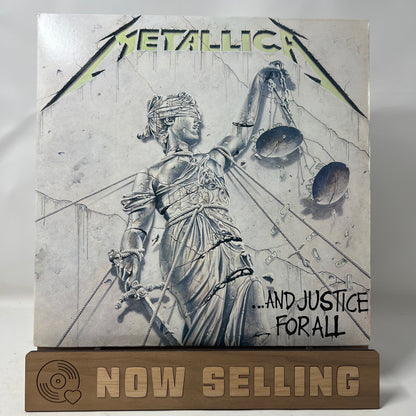 METALLICA
...AND JUSTICE
FOR ALL
NOW SELLING